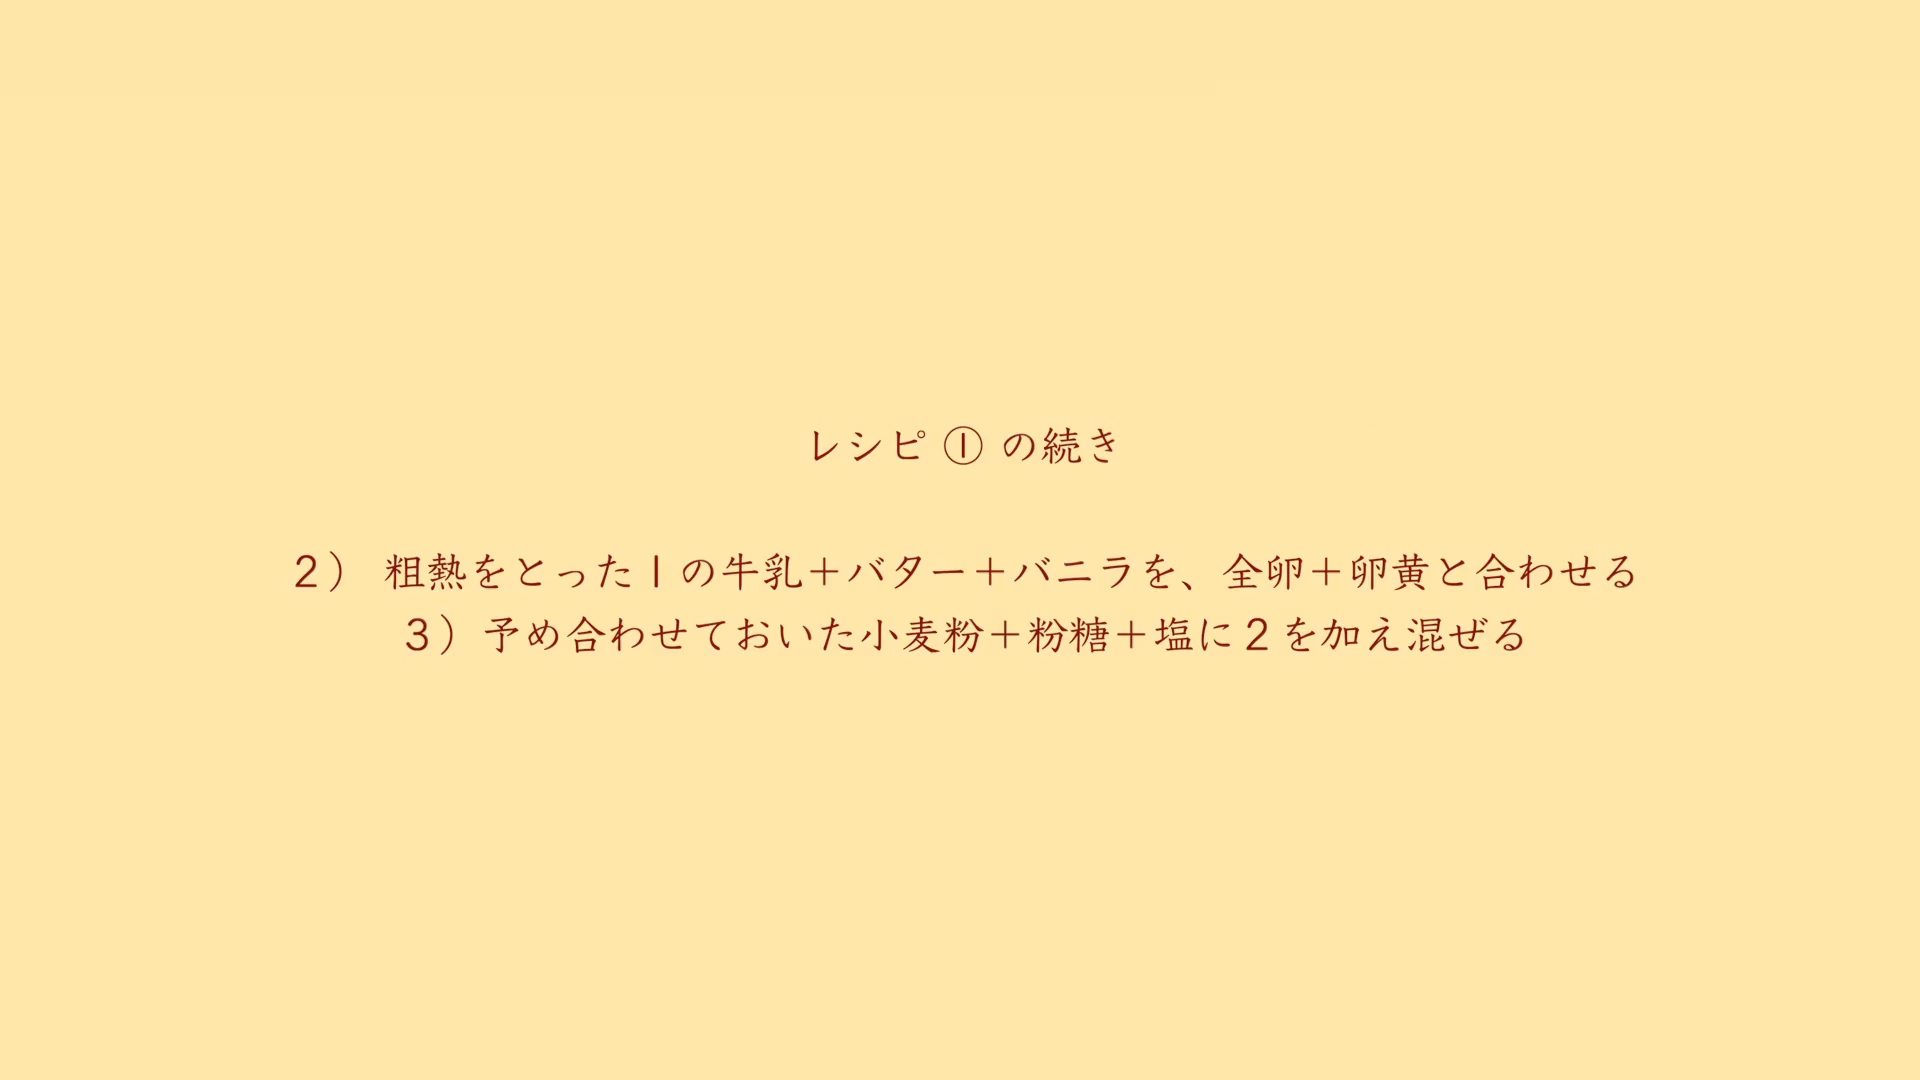 レシピ ① の続き
２） 粗熱をとった１の牛乳＋バター＋バニラを、全卵＋卵黄と合わせる
３）予め合わせておいた小麦粉＋粉糖＋塩に２を加え混ぜる